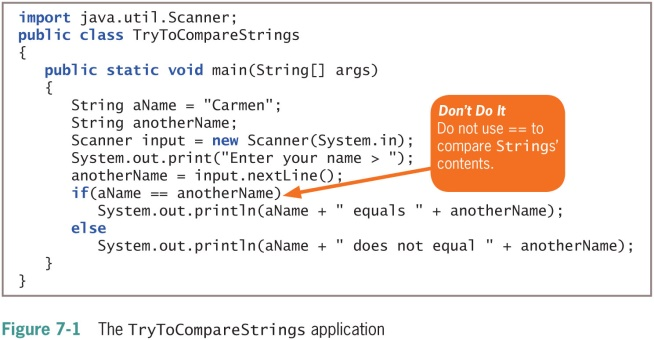 import java.util.Scanner;
public class TryToCompareStrings
{
   public static void main(String[] args)
   {
      String aName = "Carmen";
      String anotherName;
      Scanner input = new Scanner(System.in);
      System.out.print("Enter your name > ");
      anotherName = input.nextLine();
      if(aName == anotherName)
         System.out.println(aName + " equals " + anotherName);
      else
         System.out.println(aName + " does not equal " + anotherName);
   }
}
Don't Do It
Do not use == to
compare Strings'
contents.
Figure 7-1 The TryToCompareStrings application